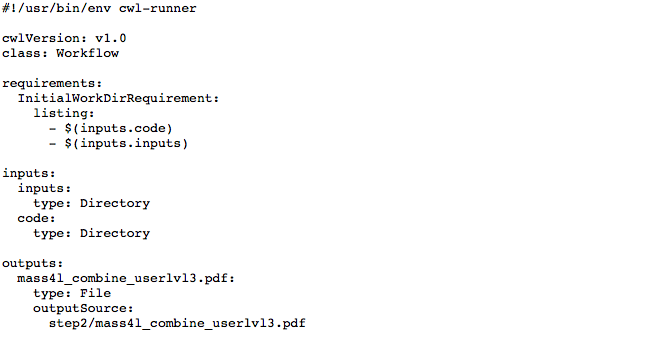 #!/usr/bin/env cwl-runner

cwlVersion: v1.0
class: Workflow

requirements:
  InitialWorkDirRequirement:
    listing:
      - $(inputs.code)
      - $(inputs.inputs)

inputs:
  inputs:
    type: Directory
  code:
    type: Directory

outputs:
  mass4l_combine_userlvl3.pdf:
    type: File
    outputSource:
      step2/mass4l_combine_userlvl3.pdf